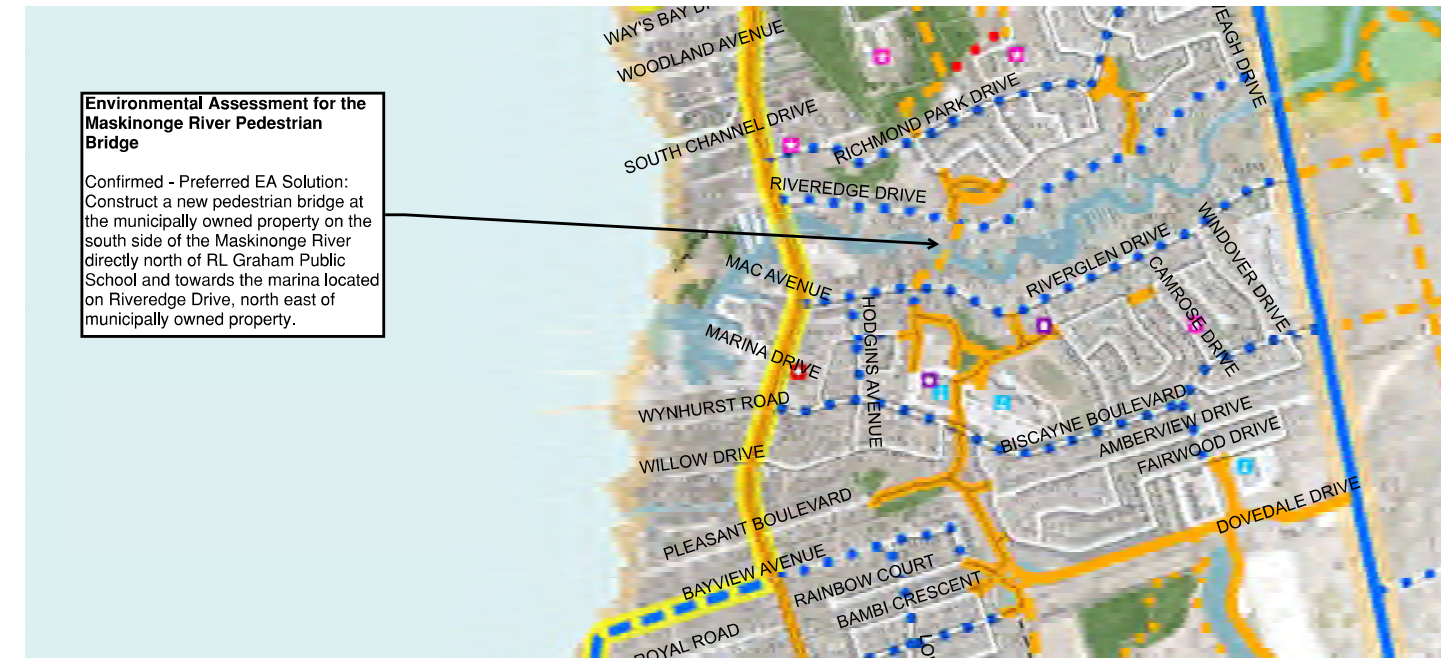 Environmental Assessment for the
Maskinonge River Pedestrian
Bridge
Confirmed - Preferred EA Solution:
Construct a new pedestrian bridge at
the municipally owned property on the
south side of the Maskinonge River
directly north of RL Graham Public
School and towards the marina located
on Riveredge Drive, north east of
municipally owned property.
WAY'S BAY
WOODLAND AVENUE
SOUTH CHANNEL DRIVE
RICHMOND PARK DRIVE
EAGH DRIVE
RIVEREDGE DRIVE
MAC AVENUE
RIVERGLEN DRIVE
WINDOVER DRIVE
CAMROSE DRIVE
HODGINS AVENUE
MARINA DRIVE
WYNHURST ROAD
BISCAYNE BOULEVARD
AMBERVIEW DRIVE
FAIRWOOD DRIVE
WILLOW DRIVE
DOVEDALE DRIVE
PLEASANT BOULEVARD
BAYVIEW AVENUE
RAINBOW COURT
BAMBI CRESCENT
ROYAL ROAD